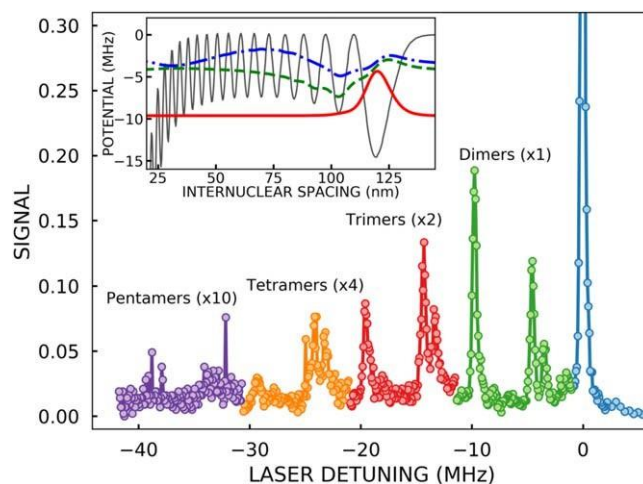 0.30
0.25
0.20
0.15
0.10
0.05
0.00
SIGNAL
0
−5
−10
−15
POTENTIAL (MHz)
25 50 75 100 125
INTERNUCLEAR SPACING (nm)
Dimers (x1)
Trimers (x2)
Tetramers (x4)
Pentamers (x10)
−40 −30 −20 −10 0
LASER DETUNING (MHz)